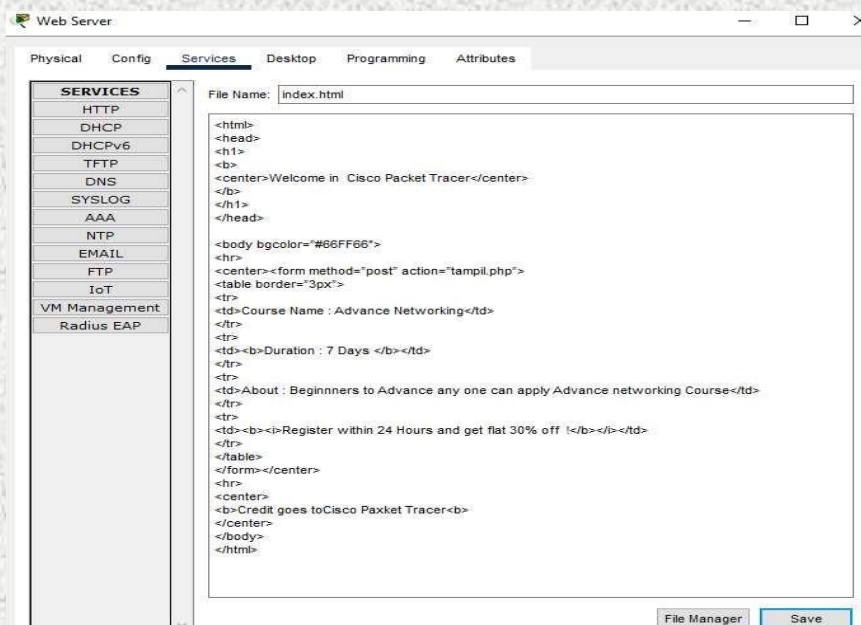 Web Server
Physical Config Services Desktop Programming Attributes
SERVICES
HTTP
DHCP
DHCPv6
TFTP
DNS
SYSLOG
AAA
NTP
EMAIL
FTP
IoT
VM Management
Radius EAP
File Name: index.html
<html>
<head>
<h1>
<b>
<center>Welcome in  Cisco Packet Tracer</center>
</b>
</h1>
</head>
<body bgcolor="#66FF66">
<hr>
<center><form method="post" action="tampil.php">
<table border="3px">
<tr>
<td>Course Name : Advance Networking</td>
</tr>
<tr>
<td><b>Duration : 7 Days </b></td>
</tr>
<tr>
<td>About : Beginnners to Advance any one can apply Advance networking Course</td>
</tr>
<tr>
<td><b><i>Register within 24 Hours and get flat 30% off !</b></i></td>
</tr>
</table>
</form></center>
<hr>
<center>
<b>Credit goes toCisco Paxket Tracer<b>
</center>
</body>
</html>
File Manager Save